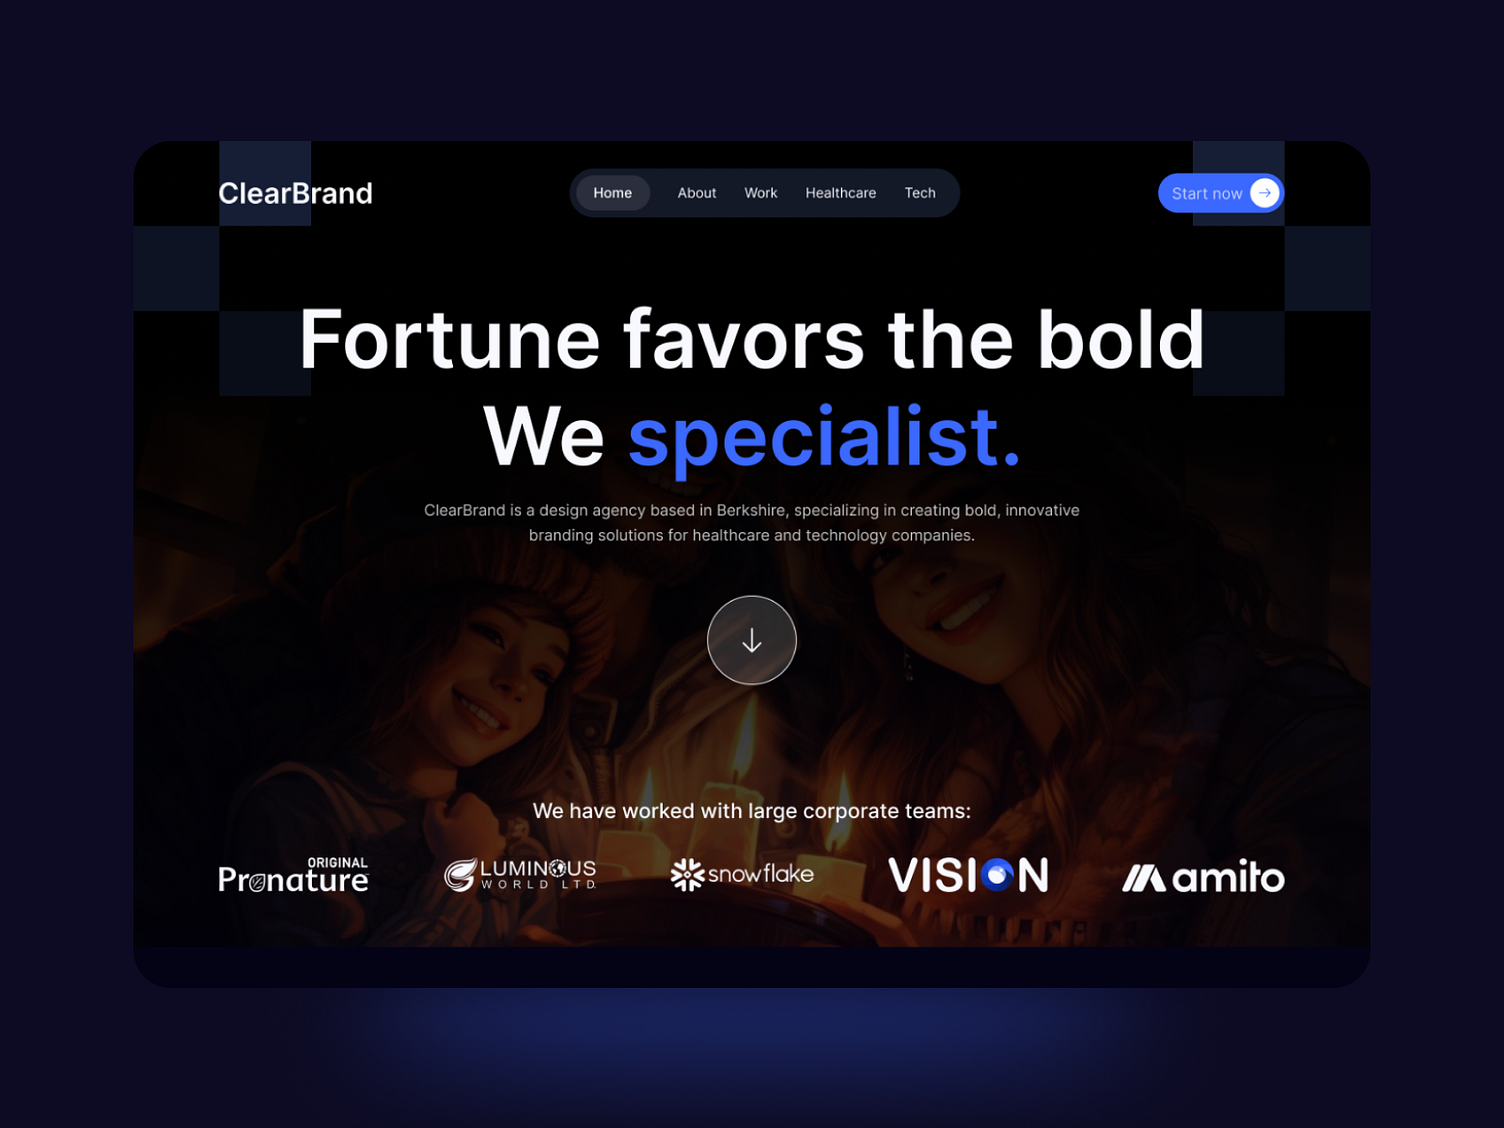 ClearBrand
Home About Work Healthcare Tech
Start now
Fortune favors the bold
We specialist.
ClearBrand is a design agency based in Berkshire, specializing in creating bold, innovative
branding solutions for healthcare and technology companies.
We have worked with large corporate teams:
ORIGINAL
Pronature
LUMINOUS
WORLD LTD.
snowflake
VISION
amito